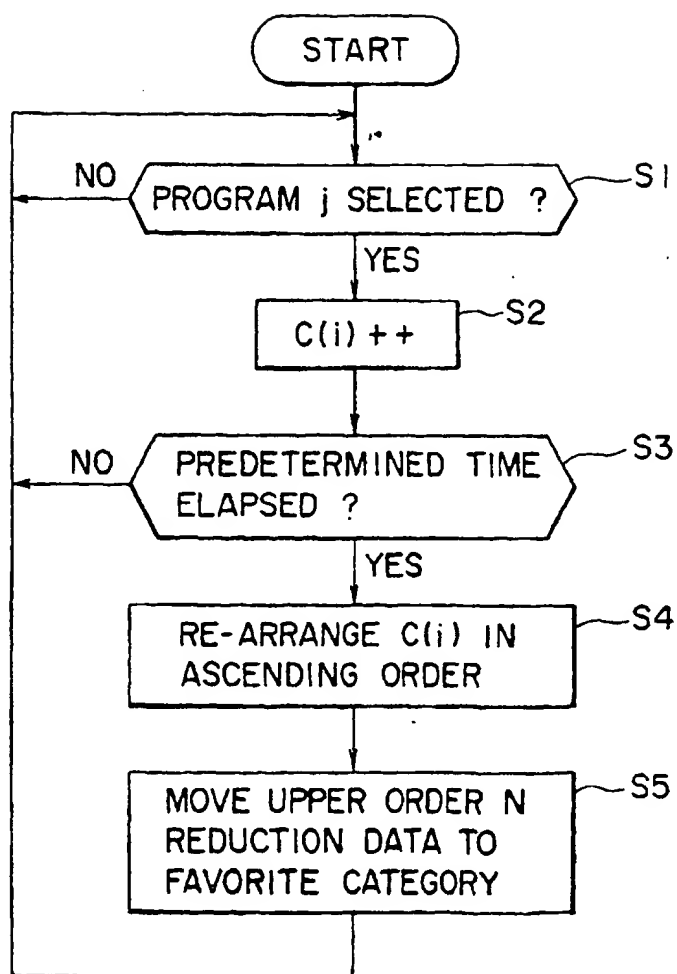 START
NO
PROGRAM j SELECTED ?
S1
YES
C(i) ++
S2
NO
PREDETERMINED TIME
ELAPSED ?
S3
YES
RE-ARRANGE C(i) IN
ASCENDING ORDER
S4
MOVE UPPER ORDER N
REDUCTION DATA TO
FAVORITE CATEGORY
S5